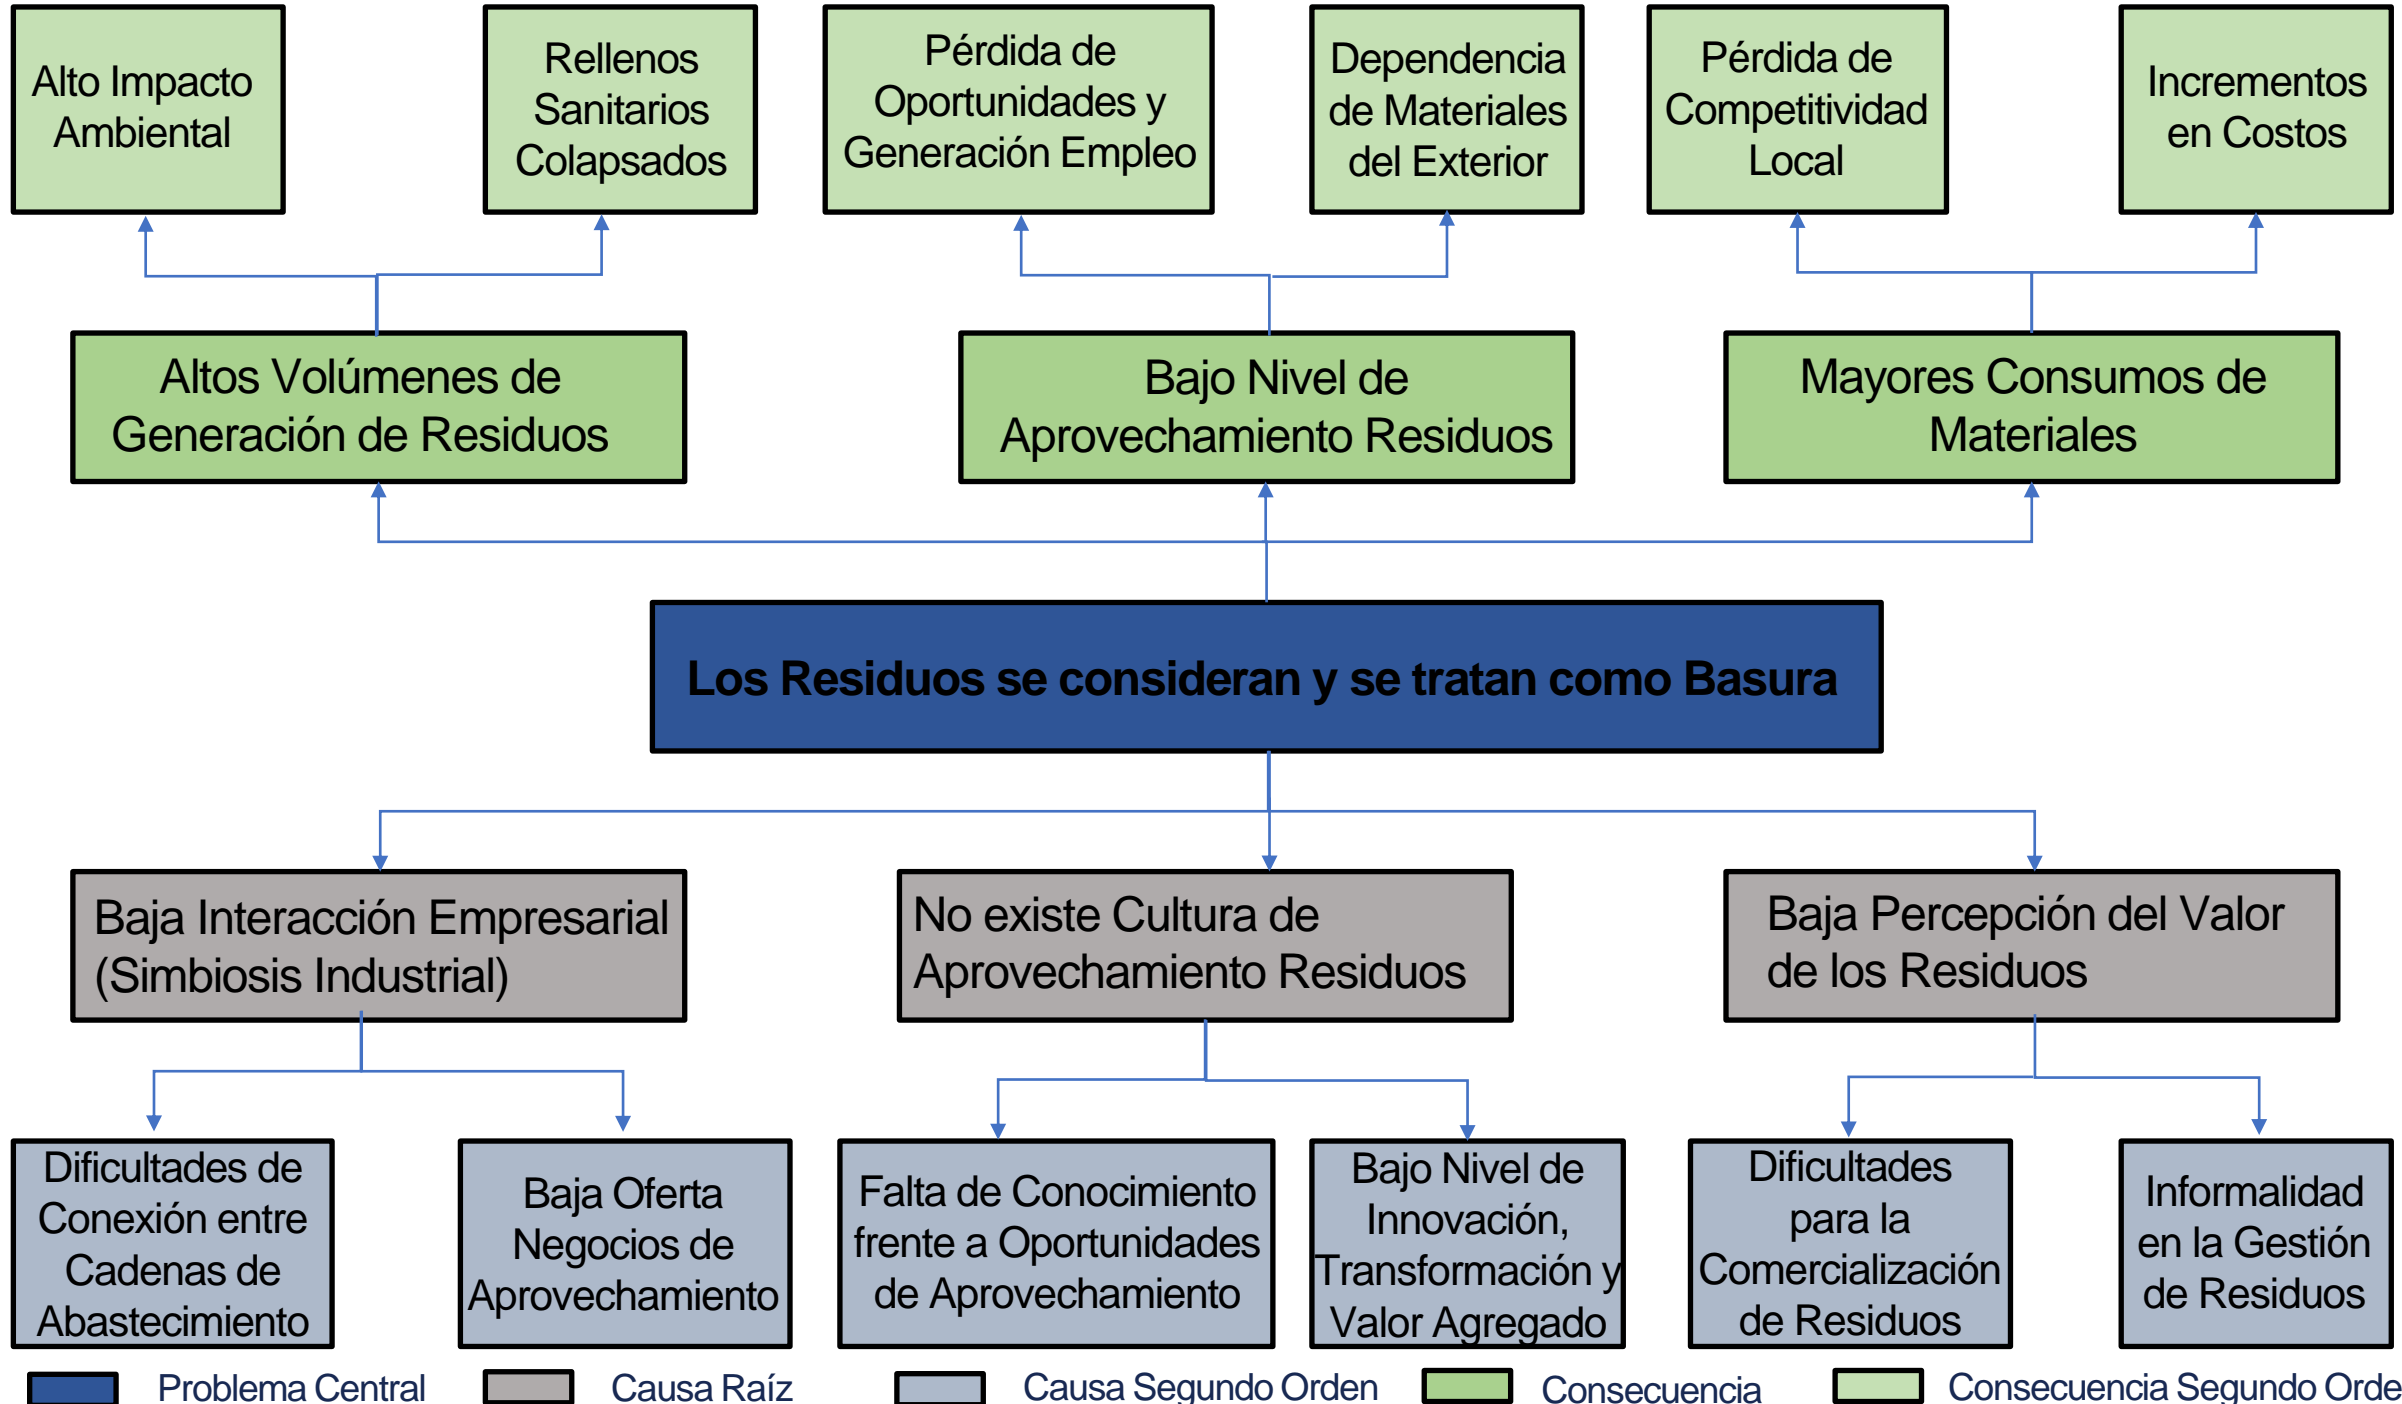 Alto Impacto
Ambiental
Rellenos
Sanitarios
Colapsados
Pérdida de
Oportunidades y
Generación Empleo
Dependencia
de Materiales
del Exterior
Pérdida de
Competitividad
Local
Incrementos
en Costos
Altos Volúmenes de
Generación de Residuos
Bajo Nivel de
Aprovechamiento Residuos
Mayores Consumos de
Materiales
Los Residuos se consideran y se tratan como Basura
Baja Interacción Empresarial
(Simbiosis Industrial)
No existe Cultura de
Aprovechamiento Residuos
Baja Percepción del Valor
de los Residuos
Dificultades de
Conexión entre
Cadenas de
Abastecimiento
Baja Oferta
Negocios de
Aprovechamiento
Falta de Conocimiento
frente a Oportunidades
de Aprovechamiento
Bajo Nivel de
Innovación,
Transformación y
Valor Agregado
Dificultades
para la
Comercialización
de Residuos
Informalidad
en la Gestión
de Residuos
Problema Central
Causa Raíz
Causa Segundo Orden
Consecuencia
Consecuencia Segundo Orde